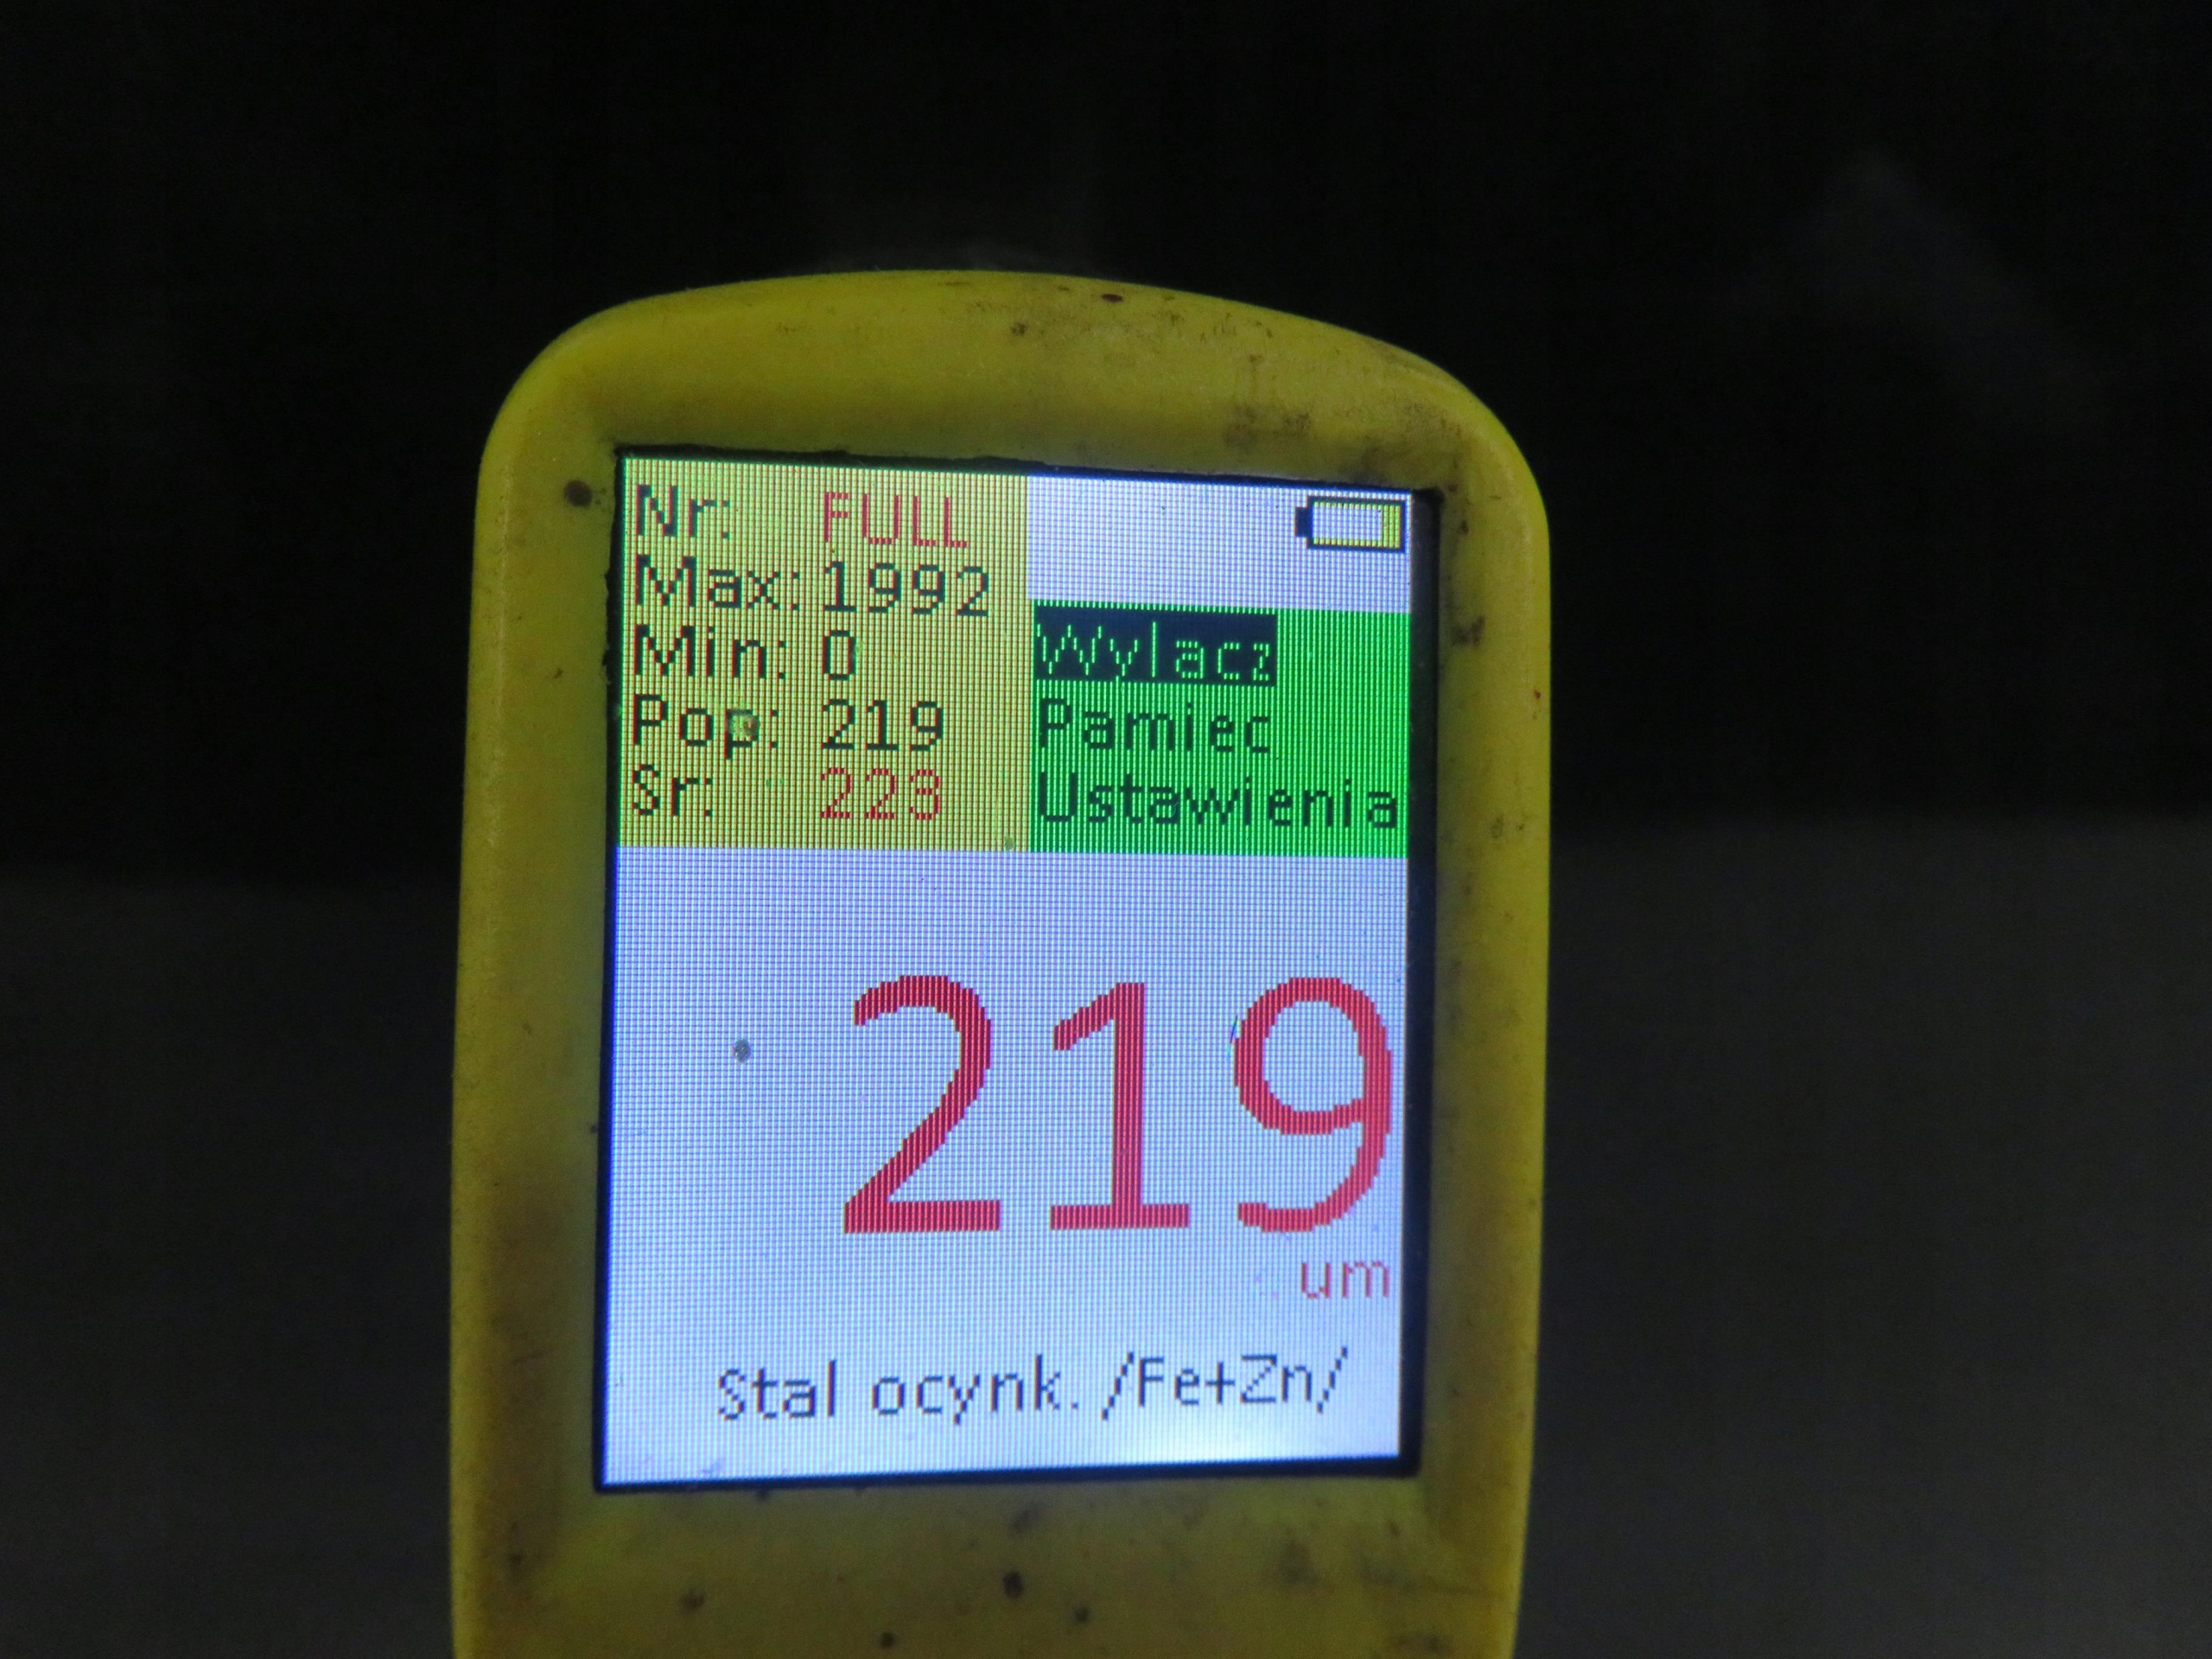 Nr: FULL
Max: 1992
Min: 0
Pop: 219
Sr: 223
Wylacz
Pamiec
Ustawienia
219
um
Stal ocynk. /Fe+Zn/